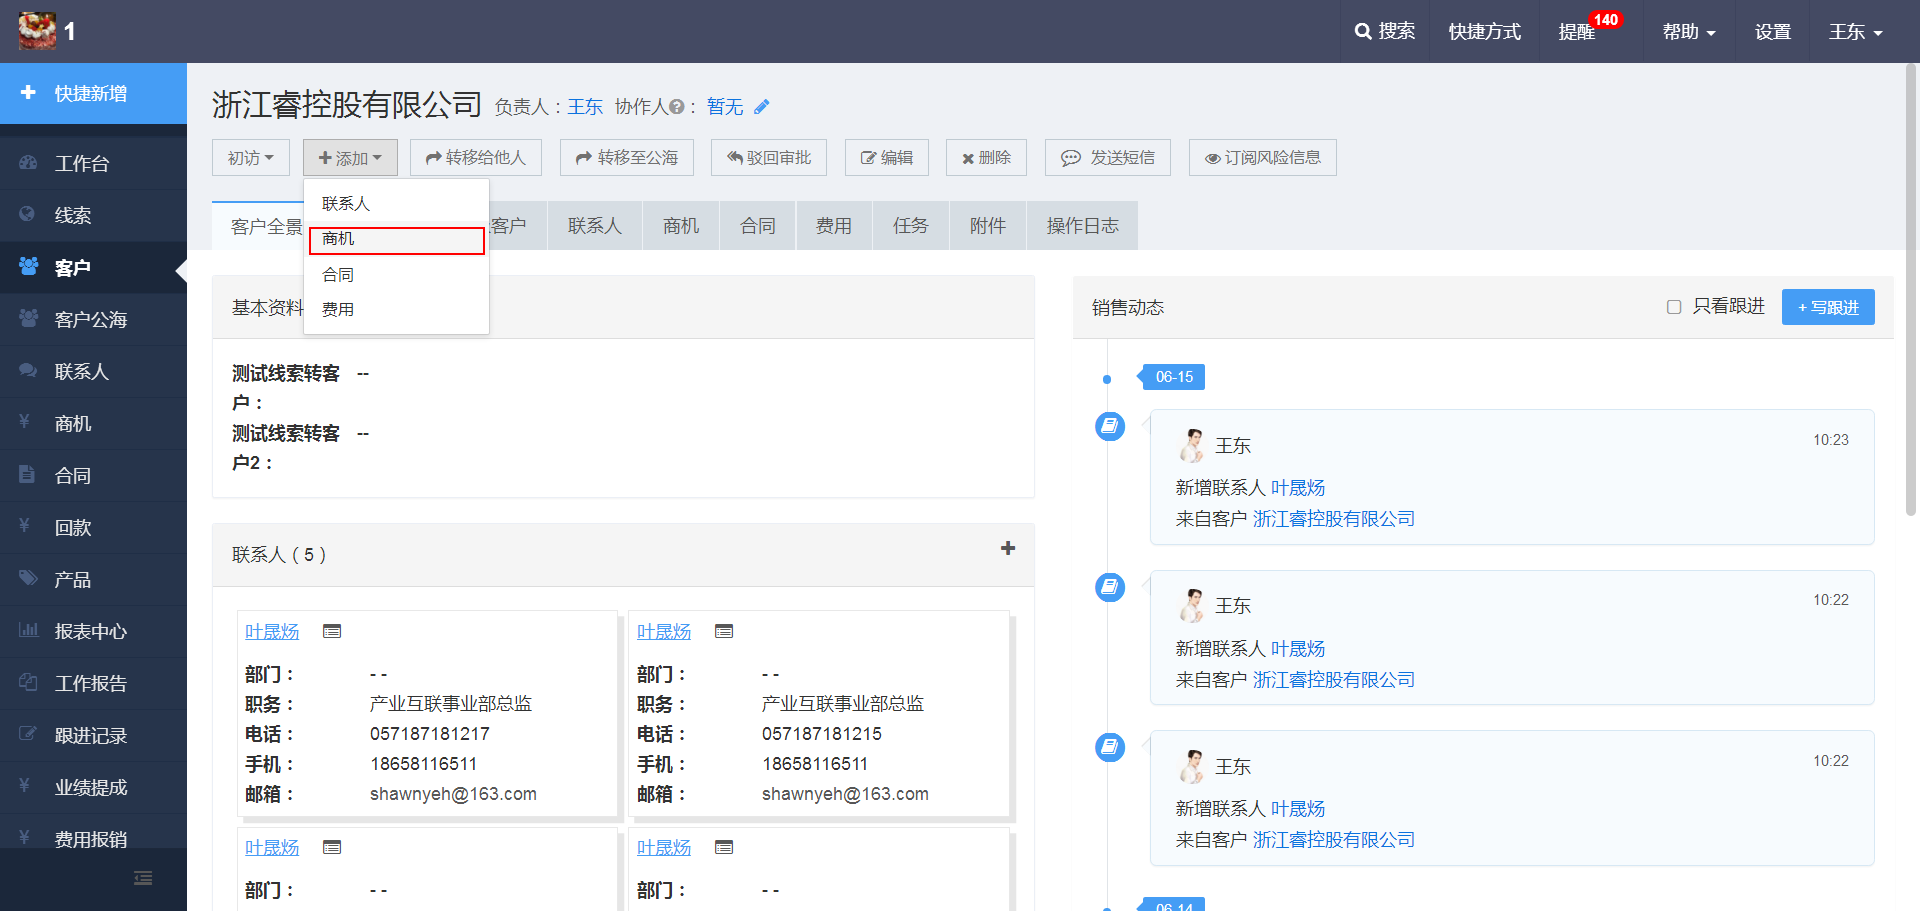 1
搜索
快捷方式
提醒 140
帮助
设置
王东
快捷新增
工作台
线索
客户
客户公海
联系人
¥ 商机
合同
¥ 回款
产品
报表中心
工作报告
跟进记录
¥ 业绩提成
¥ 费用报销
浙江睿控股有限公司 负责人：王东 协作人?： 暂无
初访 添加 转移给他人 转移至公海 驳回审批 编辑 删除 发送短信 订阅风险信息
联系人
商机
合同
费用
客户全景 客户 联系人 商机 合同 费用 任务 附件 操作日志
基本资料
测试线索转客户： --
测试线索转客户2： --
联系人（5） +
叶晟炀
部门： - -
职务： 产业互联事业部总监
电话： 057187181217
手机： 18658116511
邮箱： shawnyeh@163.com
叶晟炀
部门： - -
职务： 产业互联事业部总监
电话： 057187181215
手机： 18658116511
邮箱： shawnyeh@163.com
叶晟炀
部门： - -
叶晟炀
部门： - -
销售动态 只看跟进 + 写跟进
06-15
王东 10:23
新增联系人 叶晟炀
来自客户 浙江睿控股有限公司
王东 10:22
新增联系人 叶晟炀
来自客户 浙江睿控股有限公司
王东 10:22
新增联系人 叶晟炀
来自客户 浙江睿控股有限公司
06-14